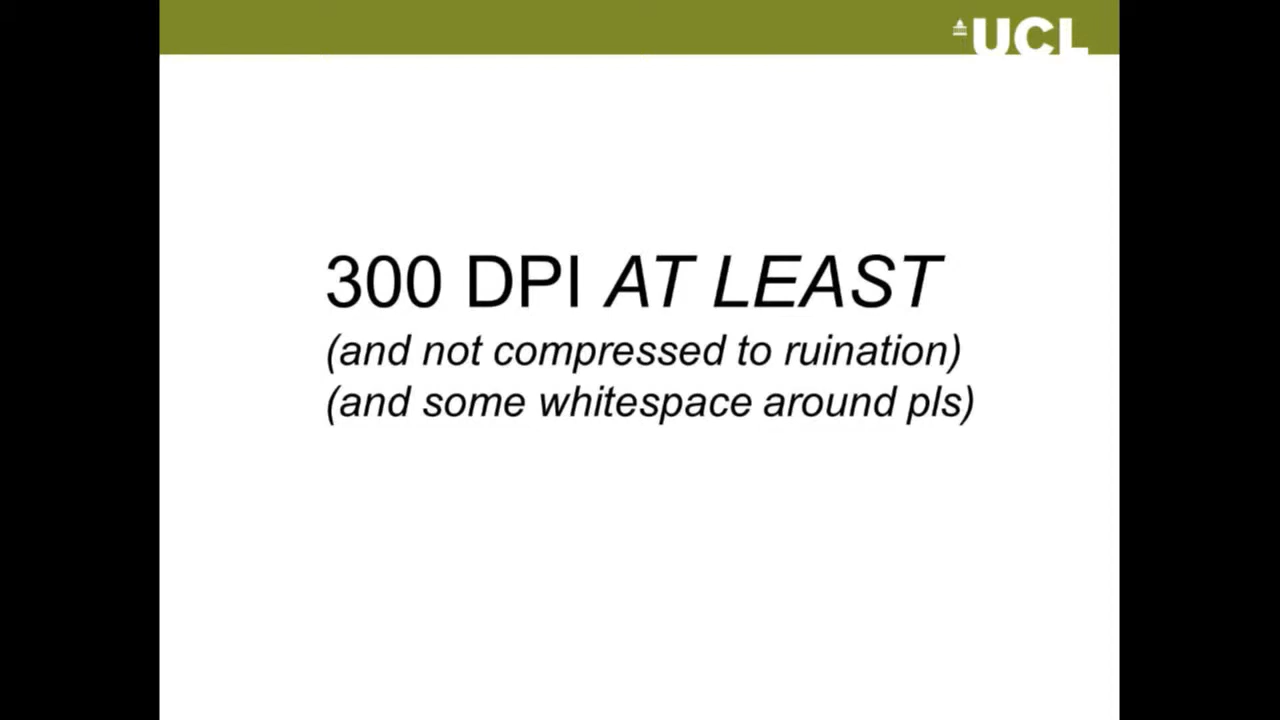 UCL
300 DPI AT LEAST
(and not compressed to ruination)
(and some whitespace around pls)